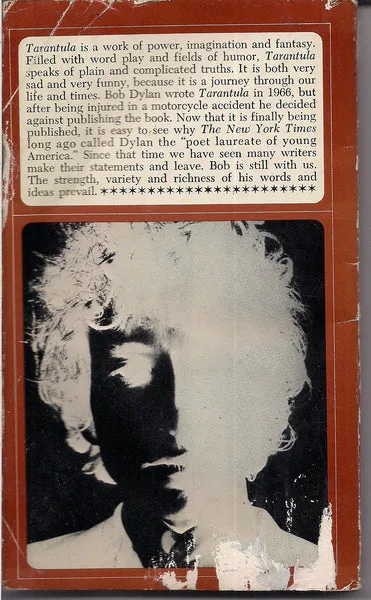 Tarantula is a work of power, imagination and fantasy.
Filled with word play and fields of humor, Tarantula
speaks of plain and complicated truths. It is both very
sad and very funny, because it is a journey through our
life and times. Bob Dylan wrote Tarantula in 1966, but
after being injured in a motorcycle accident he decided
against publishing the book. Now that it is finally being
published, it is easy to see why The New York Times
long ago called Dylan the "poet laureate of young
America." Since that time we have seen many writers
make their statements and leave. Bob is still with us.
The strength, variety and richness of his words and
ideas prevail. ************************